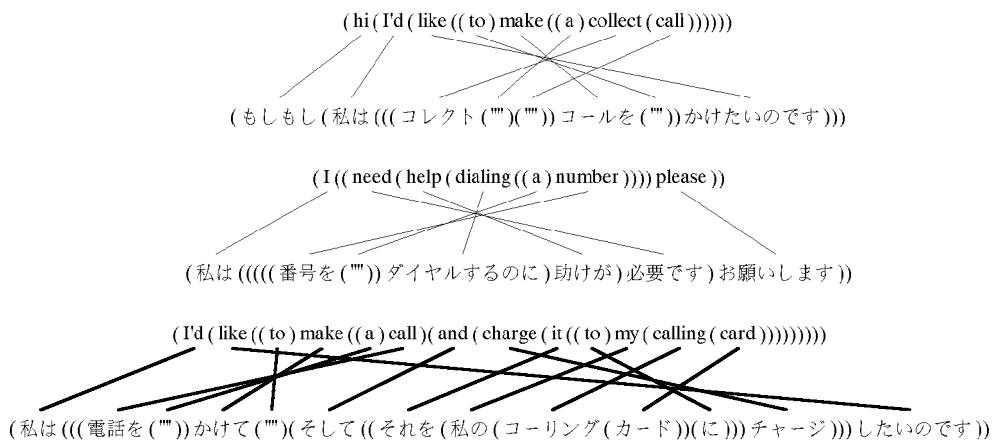 ( hi ( I'd ( like (( to ) make (( a ) collect ( call ))))))
( もしもし ( 私は ((( コレクト ( "" )( "" )) コールを ( "" )) かけたいのです )))
( I (( need ( help ( dialing (( a ) number )))) please ))
( 私は ((((( 番号を ( "" )) ダイヤルするのに ) 助けが ) 必要です ) お願いします ))
( I'd ( like (( to ) make (( a ) call )( and ( charge ( it (( to ) my ( calling ( card )))))))))
( 私は ((( 電話を ( "" )) かけて ( "" )( そして (( それを ( 私の ( コーリング ( カード ))( に ))) チャージ ))) したいのです ))